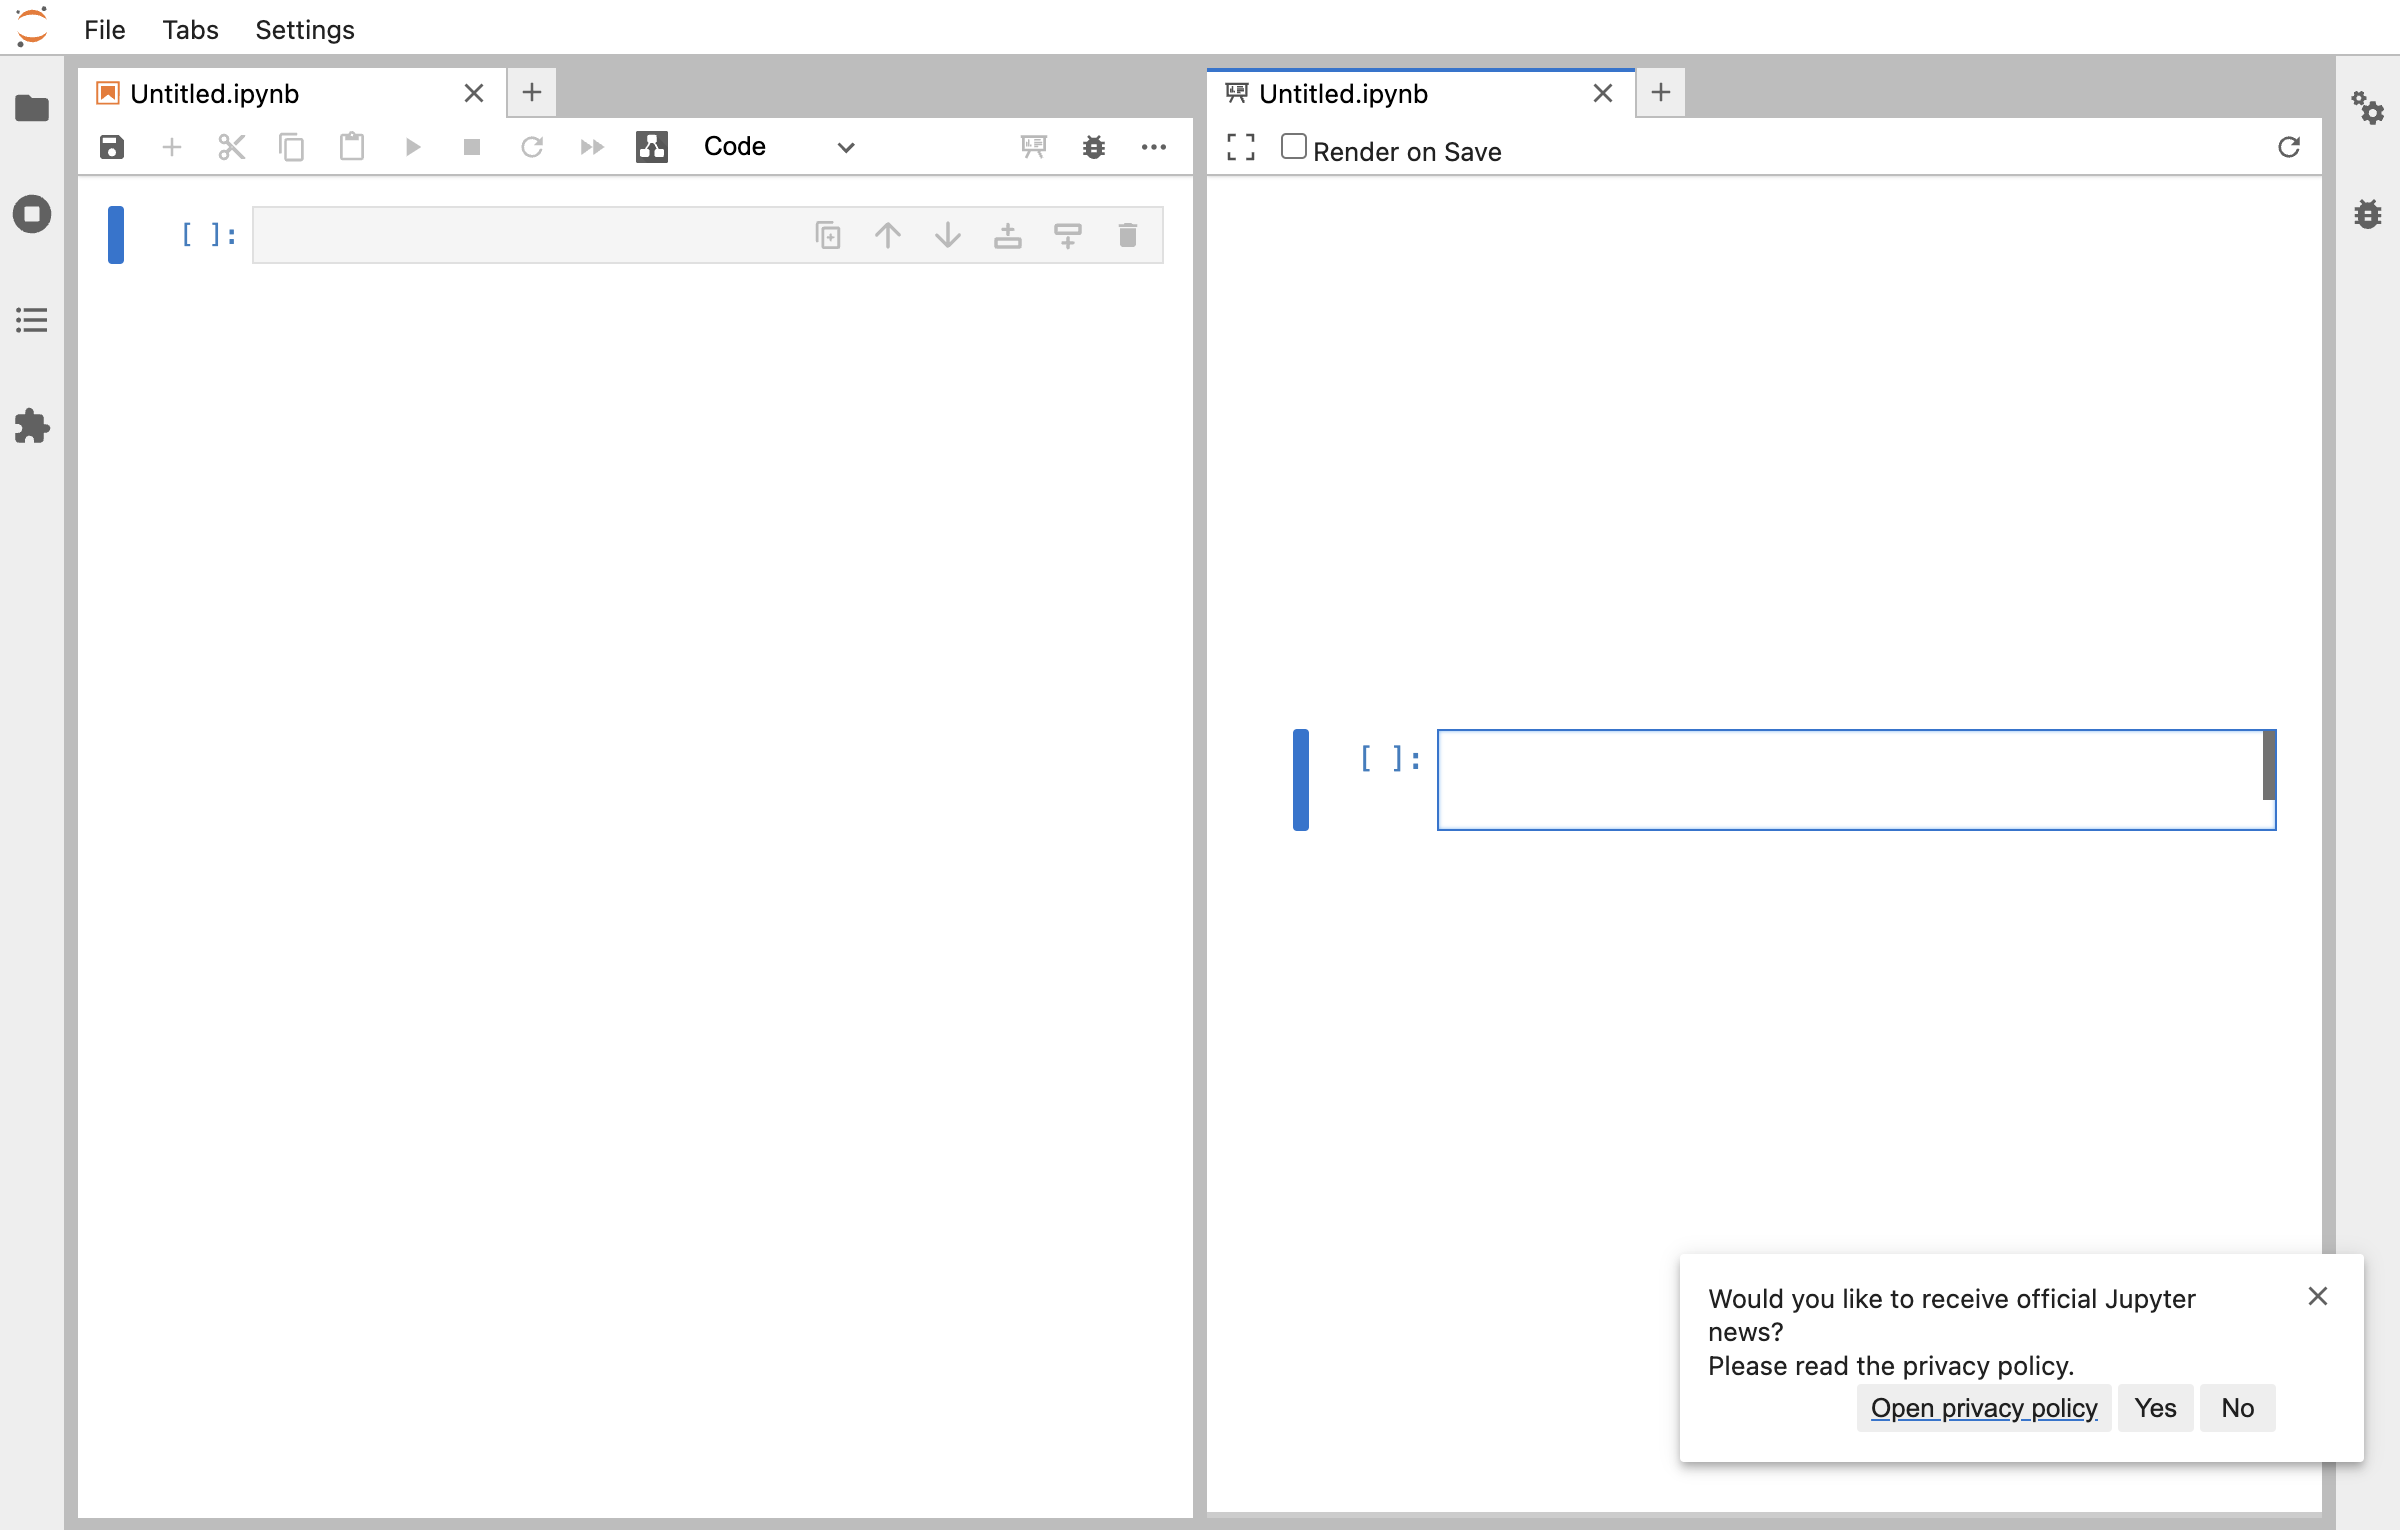 File Tabs Settings
Untitled.ipynb
Code
[ ]:
Untitled.ipynb
Render on Save
[ ]:
Would you like to receive official Jupyter
news?
Please read the privacy policy.
Open privacy policy Yes No